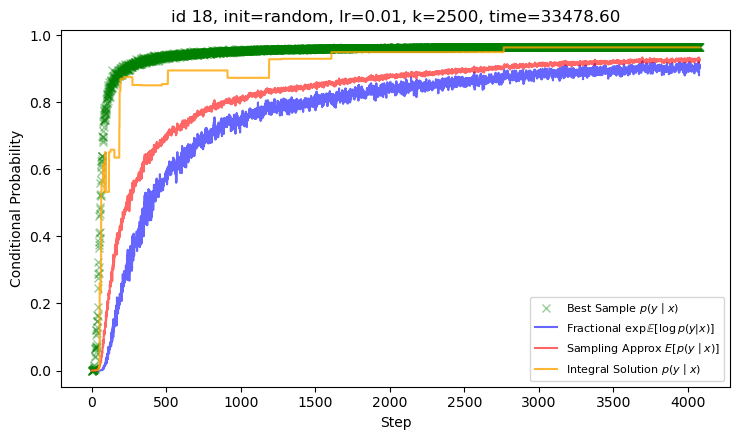 id 18, init=random, lr=0.01, k=2500, time=33478.60
Conditional Probability
1.0
0.8
0.6
0.4
0.2
0.0
Best Sample p(y | x)
Fractional exp𝔼[log p(y|x)]
Sampling Approx E[p(y | x)]
Integral Solution p(y | x)
0 500 1000 1500 2000 2500 3000 3500 4000
Step